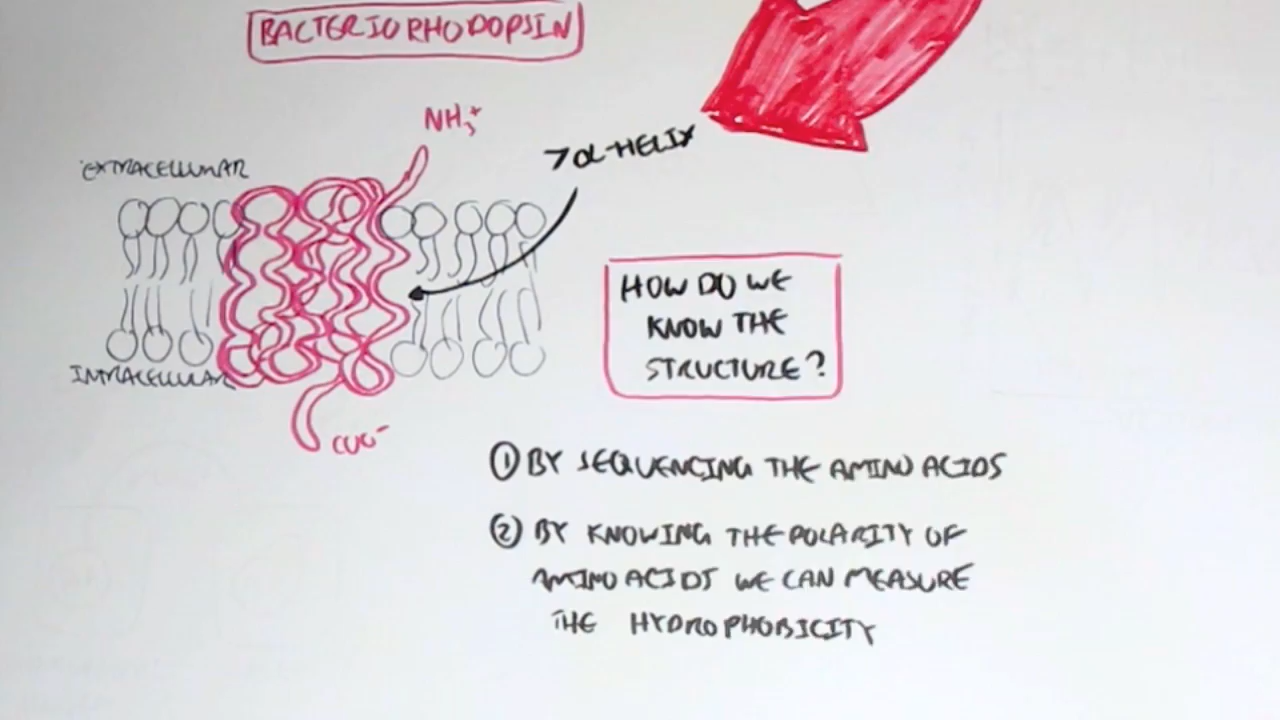 BACTERIORHODOPSIN
NH₃⁺
7 α-HELIX
EXTRACELLULAR
HOW DO WE
KNOW THE
STRUCTURE?
INTRACELLULAR
COO⁻
① BY SEQUENCING THE AMINO ACIDS
② BY KNOWING THE POLARITY OF
AMINO ACIDS WE CAN MEASURE
THE HYDROPHOBICITY